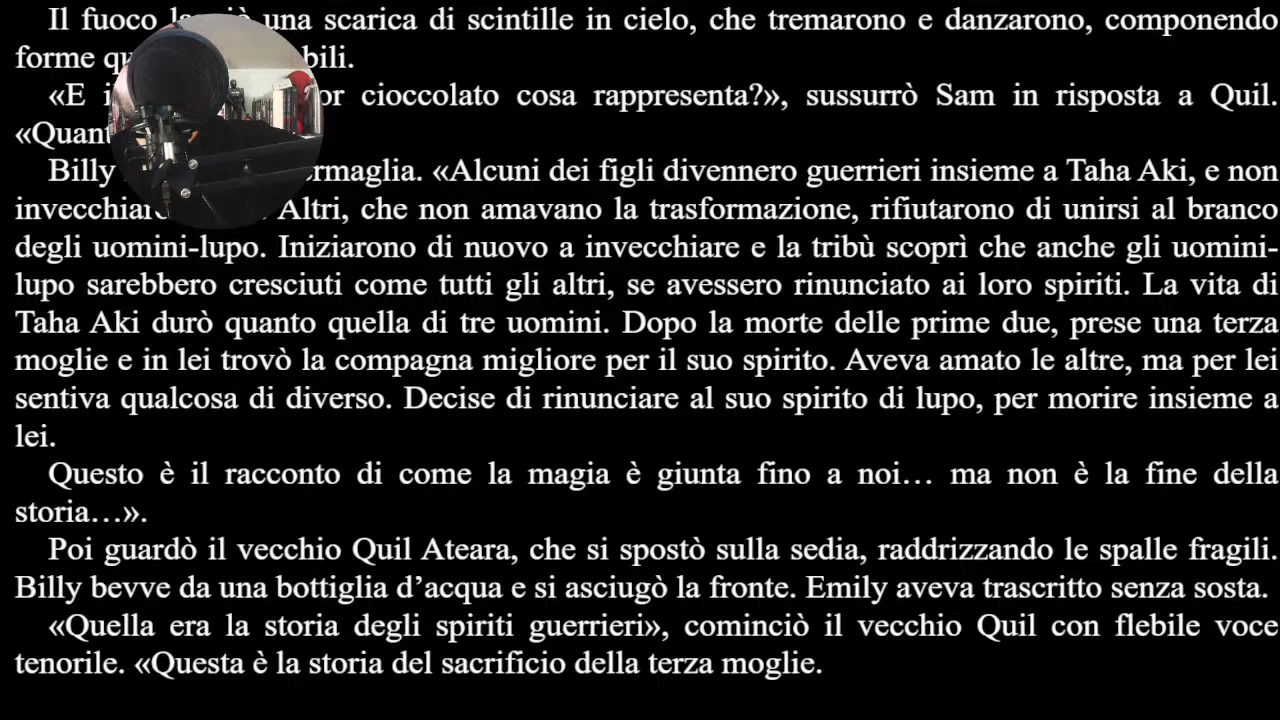 Il fuoco una scarica di scintille in cielo, che tremarono e danzarono, componendo
forme
«E cioccolato cosa rappresenta?», sussurrò Sam in risposta a Quil.
Billy «Alcuni dei figli divennero guerrieri insieme a Taha Aki, e non
Altri, che non amavano la trasformazione, rifiutarono di unirsi al branco
degli uomini-lupo. Iniziarono di nuovo a invecchiare e la tribù scoprì che anche gli uomini-
lupo sarebbero cresciuti come tutti gli altri, se avessero rinunciato ai loro spiriti. La vita di
Taha Aki durò quanto quella di tre uomini. Dopo la morte delle prime due, prese una terza
moglie e in lei trovò la compagna migliore per il suo spirito. Aveva amato le altre, ma per lei
sentiva qualcosa di diverso. Decise di rinunciare al suo spirito di lupo, per morire insieme a
lei.
Questo è il racconto di come la magia è giunta fino a noi… ma non è la fine della
storia…».
Poi guardò il vecchio Quil Ateara, che si spostò sulla sedia, raddrizzando le spalle fragili.
Billy bevve da una bottiglia d’acqua e si asciugò la fronte. Emily aveva trascritto senza sosta.
«Quella era la storia degli spiriti guerrieri», cominciò il vecchio Quil con flebile voce
tenorile. «Questa è la storia del sacrificio della terza moglie.